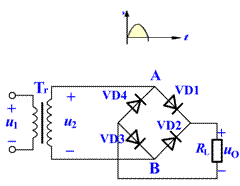 t
A
Tr
VD4
VD1
+
+
+
u1
u2
VD3
VD2
RL
uO
−
−
B
−